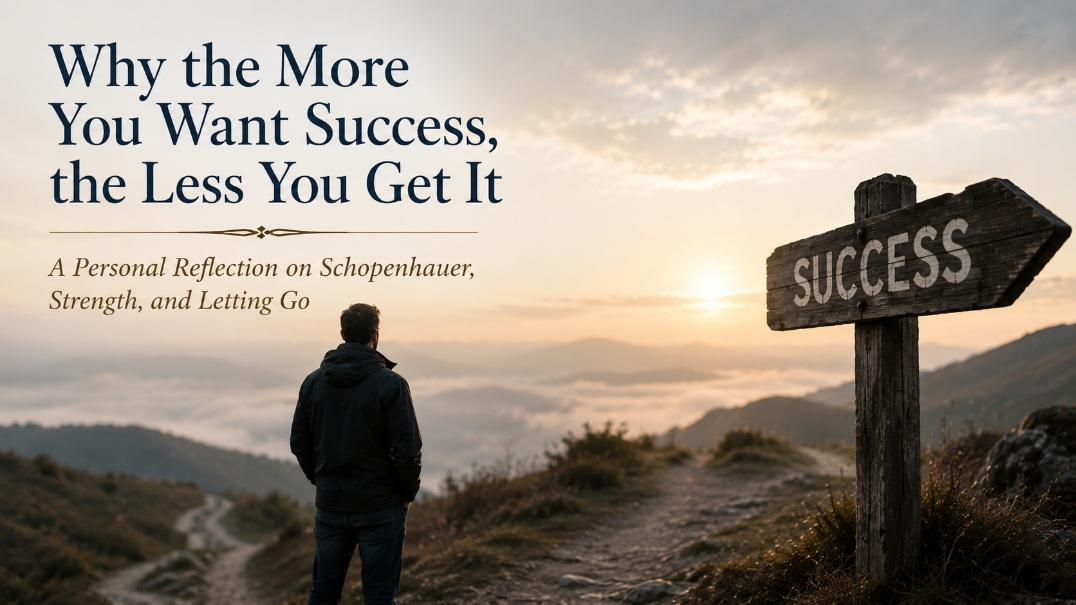 Why the More
You Want Success,
the Less You Get It
A Personal Reflection on Schopenhauer,
Strength, and Letting Go
SUCCESS